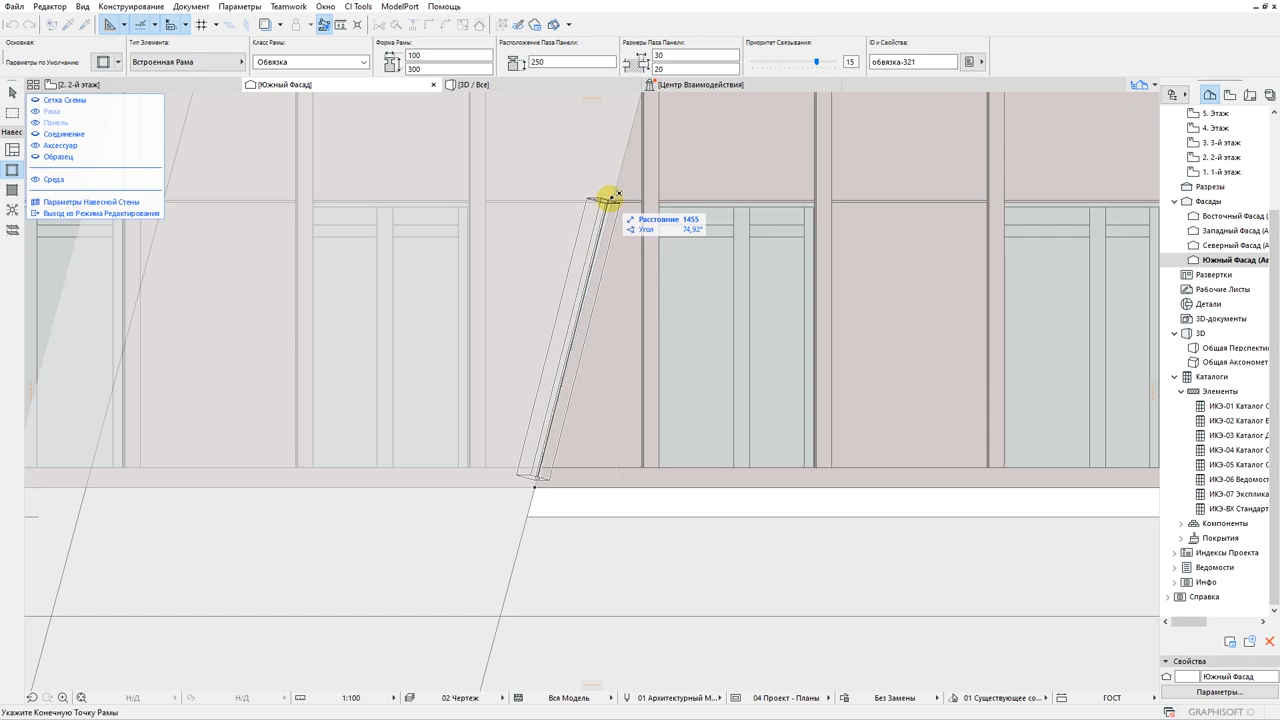 Файл Редактор Вид Конструирование Документ Параметры Teamwork Окно CI Tools ModelPort Помощь
Основная: Тип Элемента: Класс Рамы: Форма Рамы: Расположение Паза Панели: Размеры Паза Панели: Приоритет Связывания: ID и Свойства:
Параметры по Умолчанию Встроенная Рама Обвязка 100 300 250 30 20 15 обвязка-321
[2. 2-й этаж] [Южный Фасад] [3D / Все] [Центр Взаимодействия]
Сетка Схемы
Рама
Панель
Навес
Соединение
Аксессуар
Образец
Среда
Параметры Навесной Стены
Выход из Режима Редактирования
Расстояние 1455
Угол 74,92°
5. Этаж
4. Этаж
3. 3-й этаж
2. 2-й этаж
1. 1-й этаж
Разрезы
Фасады
Восточный Фасад (
Западный Фасад (А
Северный Фасад (А
Южный Фасад (Ав
Развертки
Рабочие Листы
Детали
3D-документы
3D
Общая Перспекти
Общая Аксономет
Каталоги
Элементы
ИКЭ-01 Каталог С
ИКЭ-02 Каталог Е
ИКЭ-03 Каталог Д
ИКЭ-04 Каталог С
ИКЭ-05 Каталог С
ИКЭ-06 Ведомост
ИКЭ-07 Экспликa
ИКЭ-ВХ Стандарт
Компоненты
Покрытия
Индексы Проекта
Ведомости
Инфо
Справка
Свойства
Южный Фасад
Параметры...
Н/Д Н/Д 1:100 02 Чертеж Вся Модель 01 Архитектурный М... 04 Проект - Планы Без Замены 01 Существующее со... ГОСТ
Укажите Конечную Точку Рамы
GRAPHISOFT ID